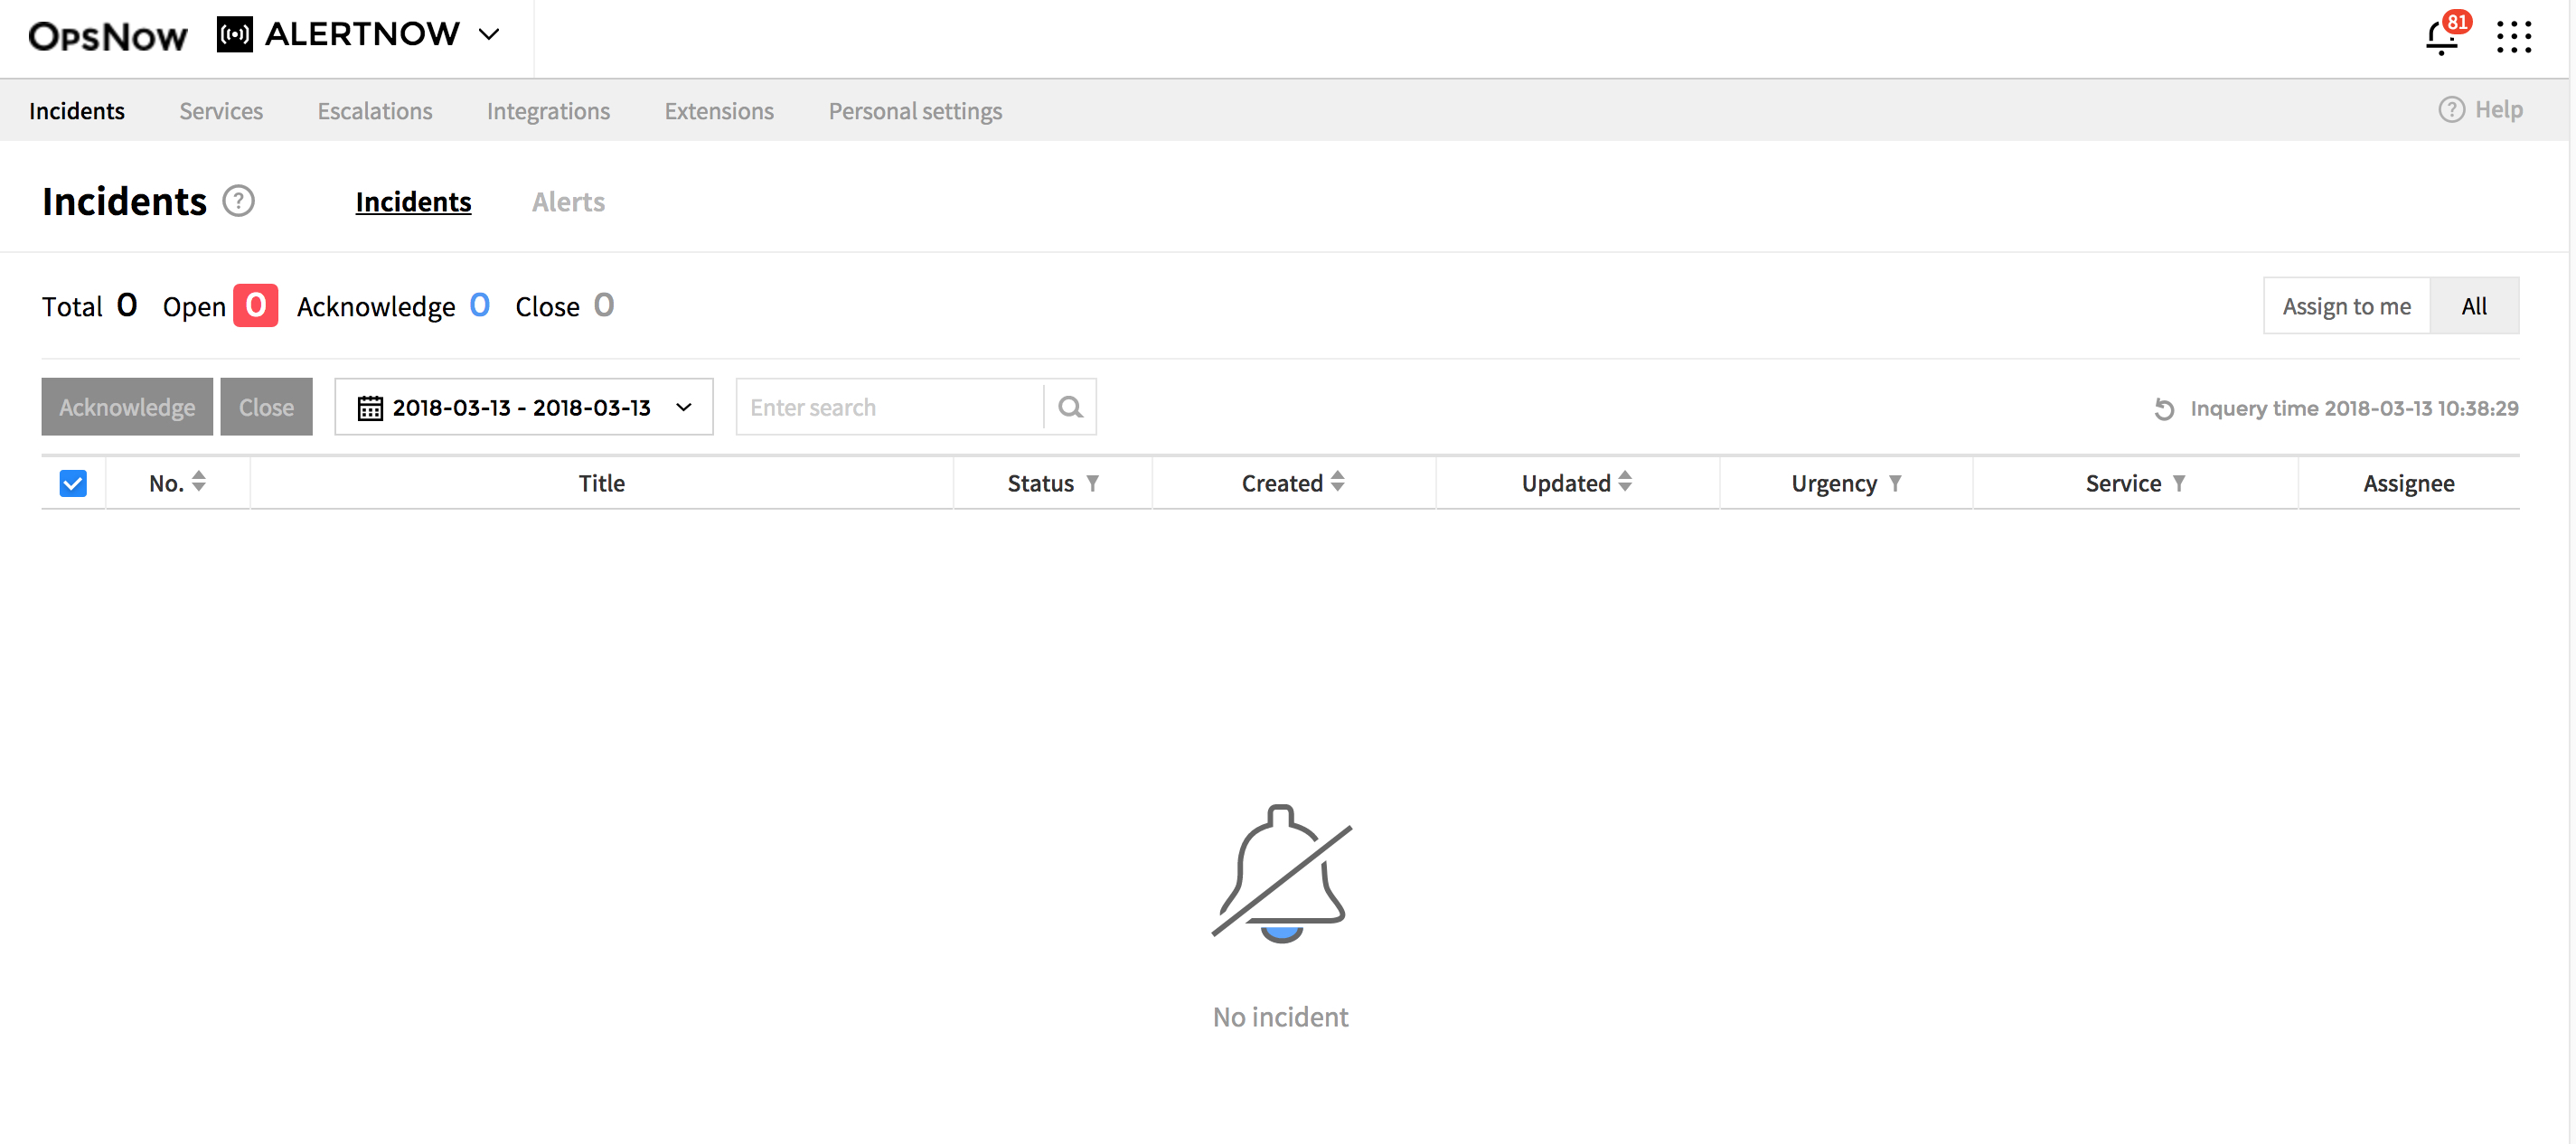 OPSNOW ALERTNOW 81
Incidents Services Escalations Integrations Extensions Personal settings ? Help
Incidents ? Incidents Alerts
Total 0 Open 0 Acknowledge 0 Close 0 Assign to me All
Acknowledge Close 2018-03-13 - 2018-03-13 Enter search Inquery time 2018-03-13 10:38:29
No. Title Status Created Updated Urgency Service Assignee
No incident